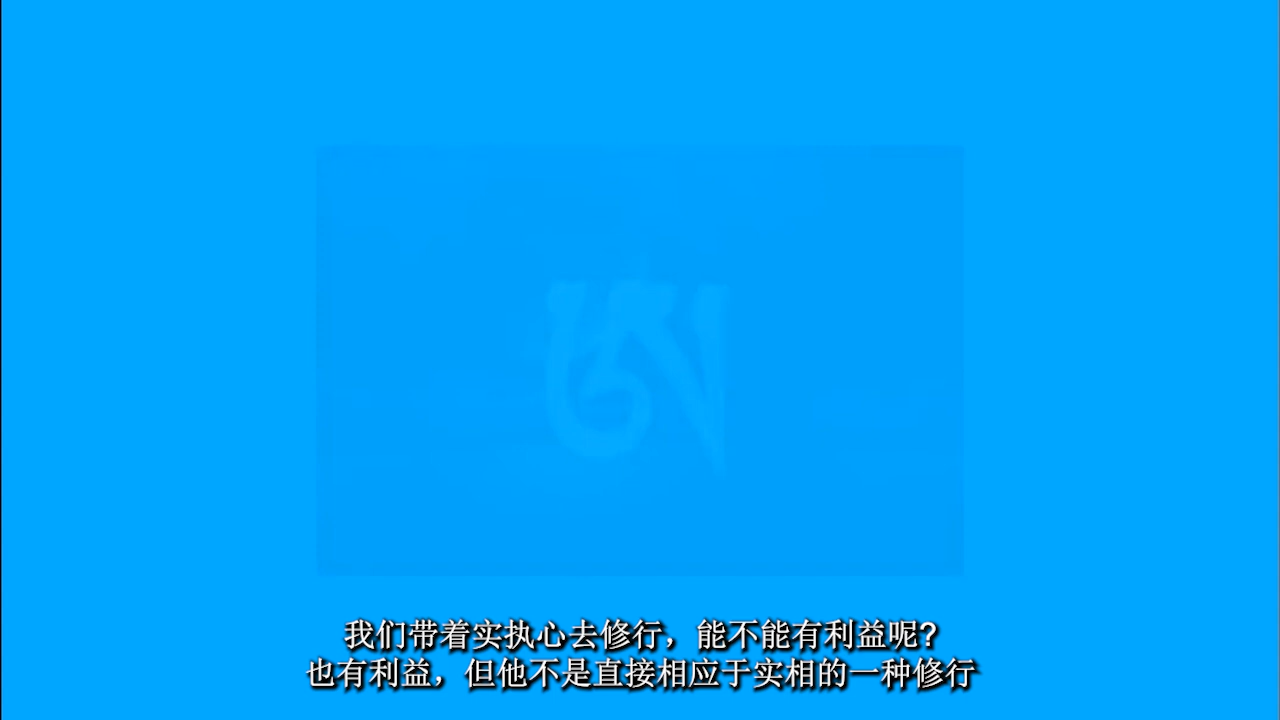 ༀ
我们带着实执心去修行，能不能有利益呢?
也有利益，但他不是直接相应于实相的一种修行